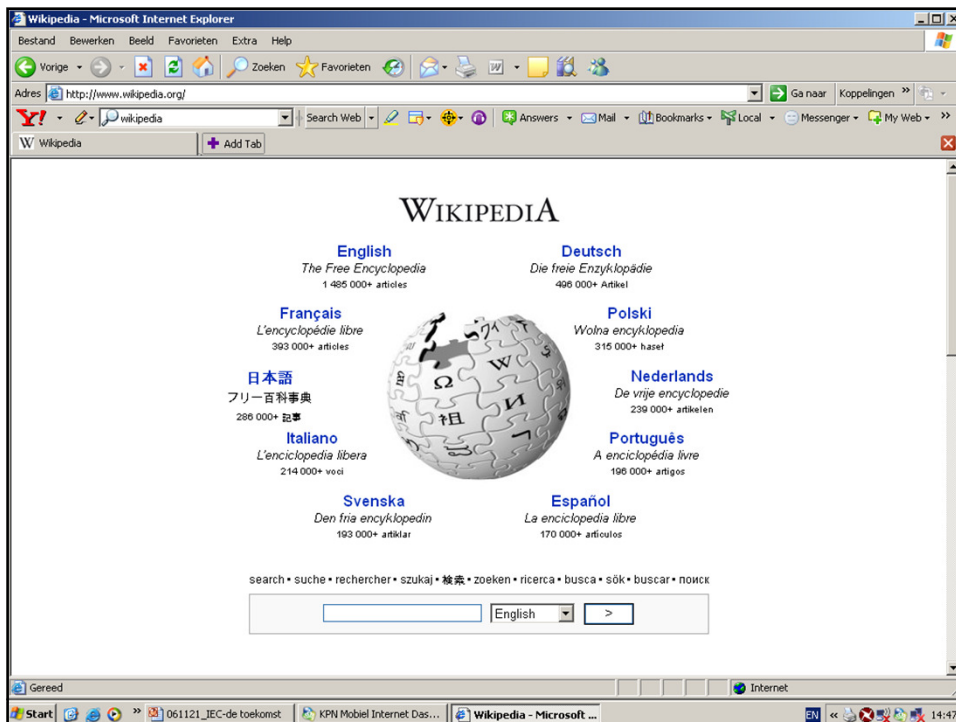 Wikipedia - Microsoft Internet Explorer
Bestand Bewerken Beeld Favorieten Extra Help
Vorige Zoeken Favorieten
Adres http://www.wikipedia.org/ Ga naar Koppelingen »
Y! wikipedia Search Web Answers Mail Bookmarks Local Messenger My Web »
W Wikipedia Add Tab
WIKIPEDIA
English Deutsch
The Free Encyclopedia Die freie Enzyklopädie
1 485 000+ articles 496 000+ Artikel
Français Polski
L'encyclopédie libre Wolna encyklopedia
393 000+ articles 315 000+ haseł
日本語 Nederlands
フリー百科事典 De vrije encyclopedie
286 000+ 記事 239 000+ artikelen
Italiano Português
L'enciclopedia libera A enciclopédia livre
214 000+ voci 196 000+ artigos
Svenska Español
Den fria encyklopedin La enciclopedia libre
193 000+ artiklar 170 000+ artículos
search • suche • rechercher • szukaj • 検索 • zoeken • ricerca • busca • sök • buscar • поиск
English >
Gereed Internet
Start » 061121_IEC-de toekomst KPN Mobiel Internet Das... Wikipedia - Microsoft ... EN « 14:47